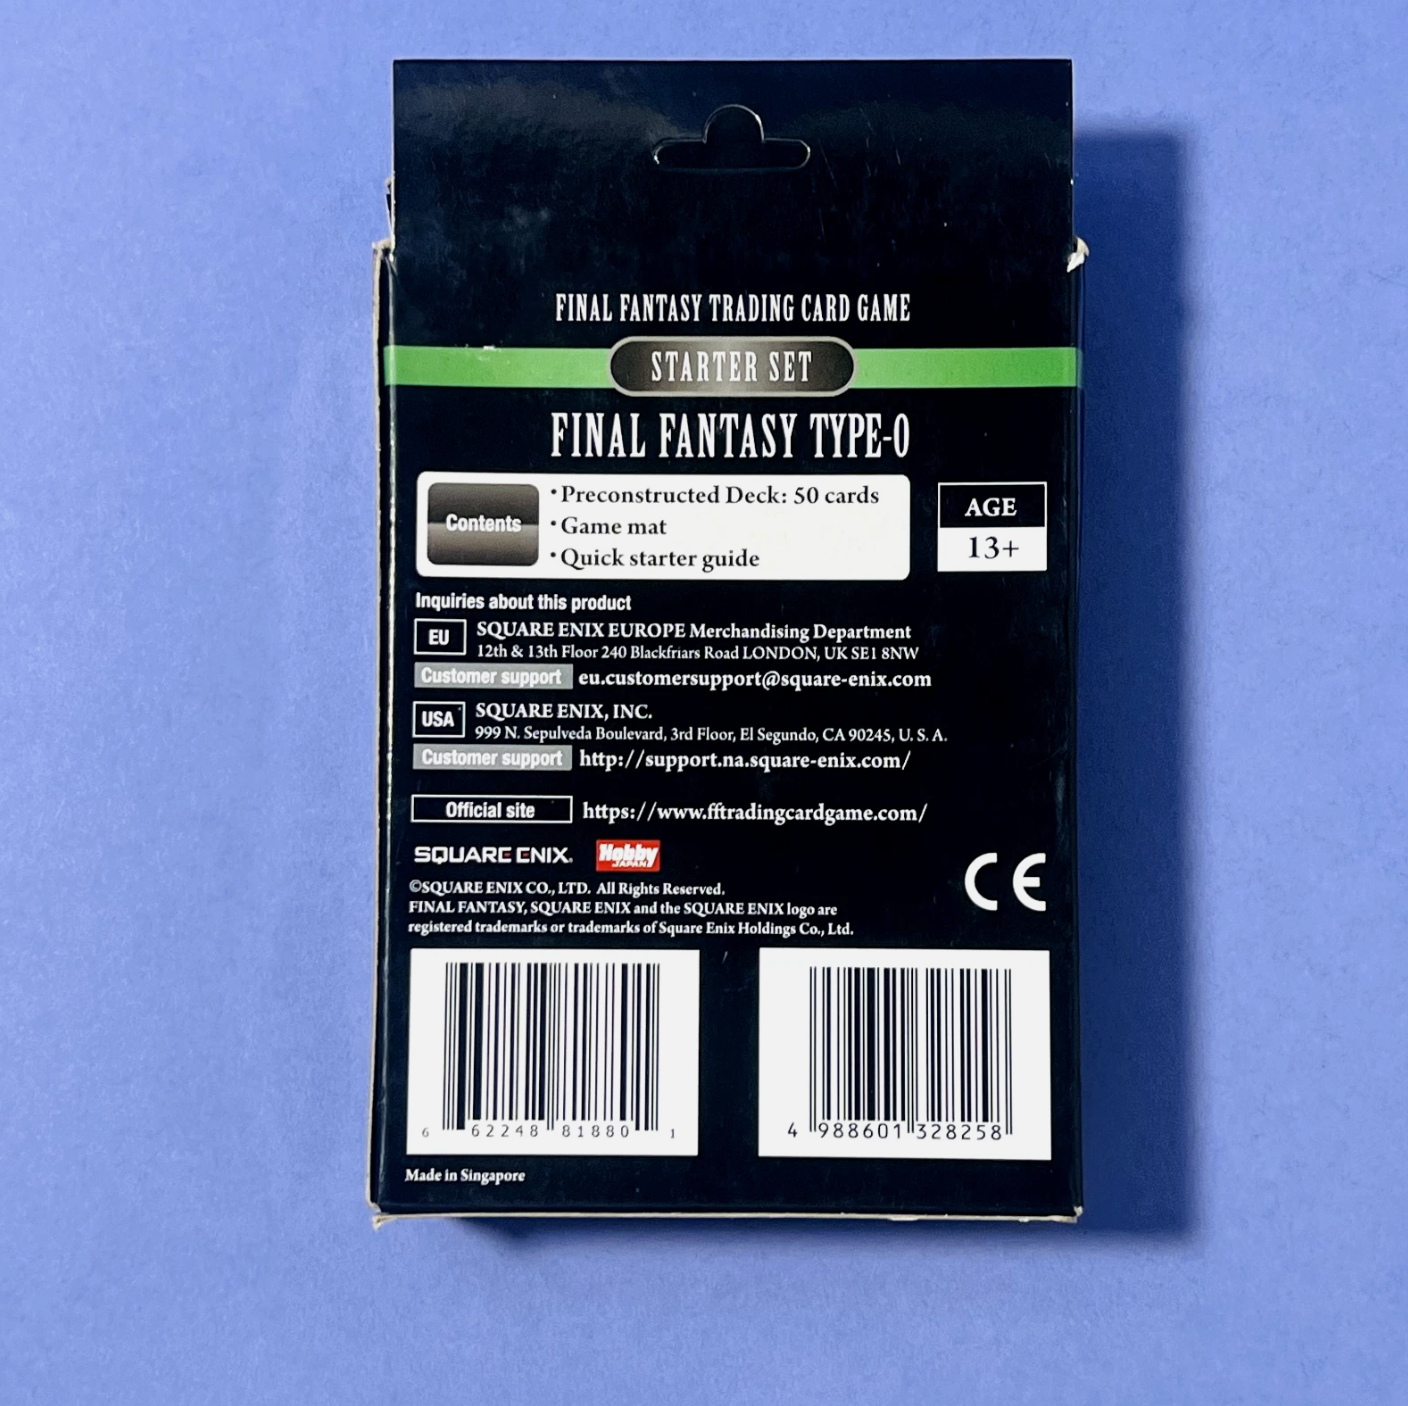 FINAL FANTASY TRADING CARD GAME
STARTER SET
FINAL FANTASY TYPE-0
Contents
•Preconstructed Deck: 50 cards
•Game mat
•Quick starter guide
AGE
13+
Inquiries about this product
EU
SQUARE ENIX EUROPE Merchandising Department
12th & 13th Floor 240 Blackfriars Road LONDON, UK SE1 8NW
Customer support eu.customersupport@square-enix.com
USA
SQUARE ENIX, INC.
999 N. Sepulveda Boulevard, 3rd Floor, El Segundo, CA 90245, U. S. A.
Customer support http://support.na.square-enix.com/
Official site https://www.fftradingcardgame.com/
SQUARE ENIX. Hobby JAPAN
CE
©SQUARE ENIX CO., LTD. All Rights Reserved.
FINAL FANTASY, SQUARE ENIX and the SQUARE ENIX logo are
registered trademarks or trademarks of Square Enix Holdings Co., Ltd.
6 62248 81880 1
4 988601 328258
Made in Singapore